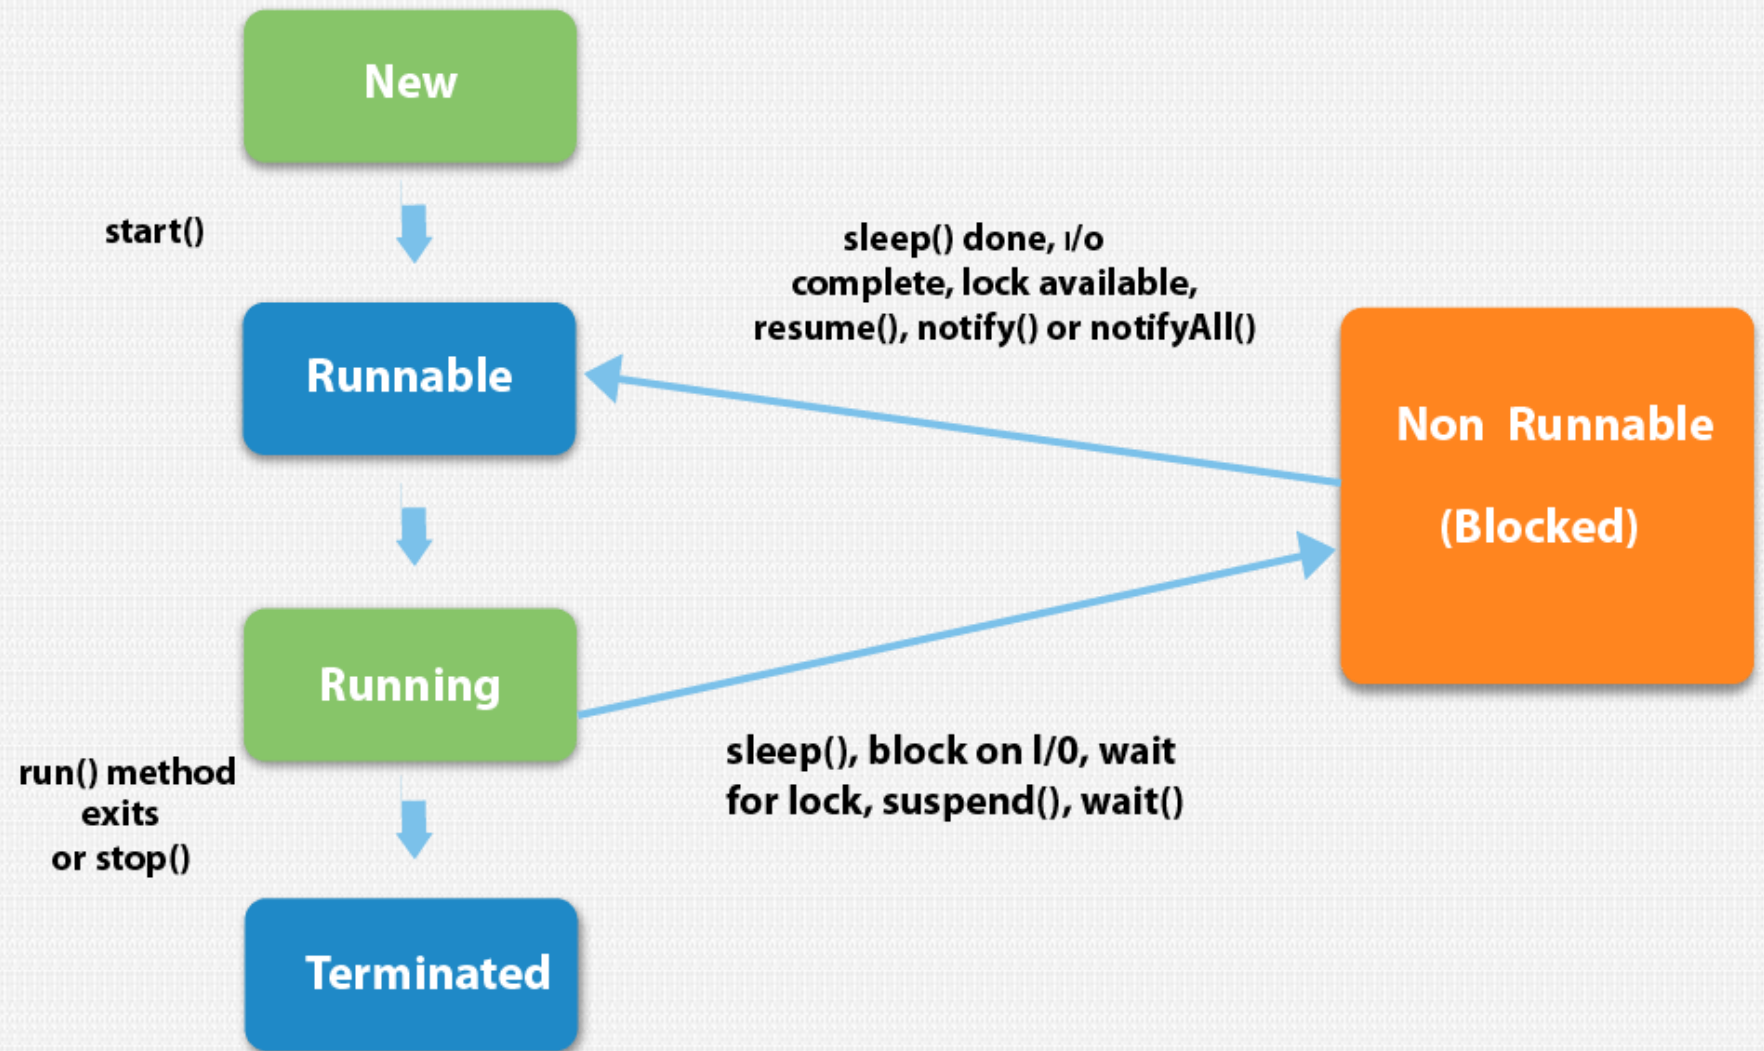 New
start()
sleep() done, I/o
complete, lock available,
resume(), notify() or notifyAll()
Runnable
Non Runnable
(Blocked)
Running
run() method
exits
or stop()
sleep(), block on I/0, wait
for lock, suspend(), wait()
Terminated